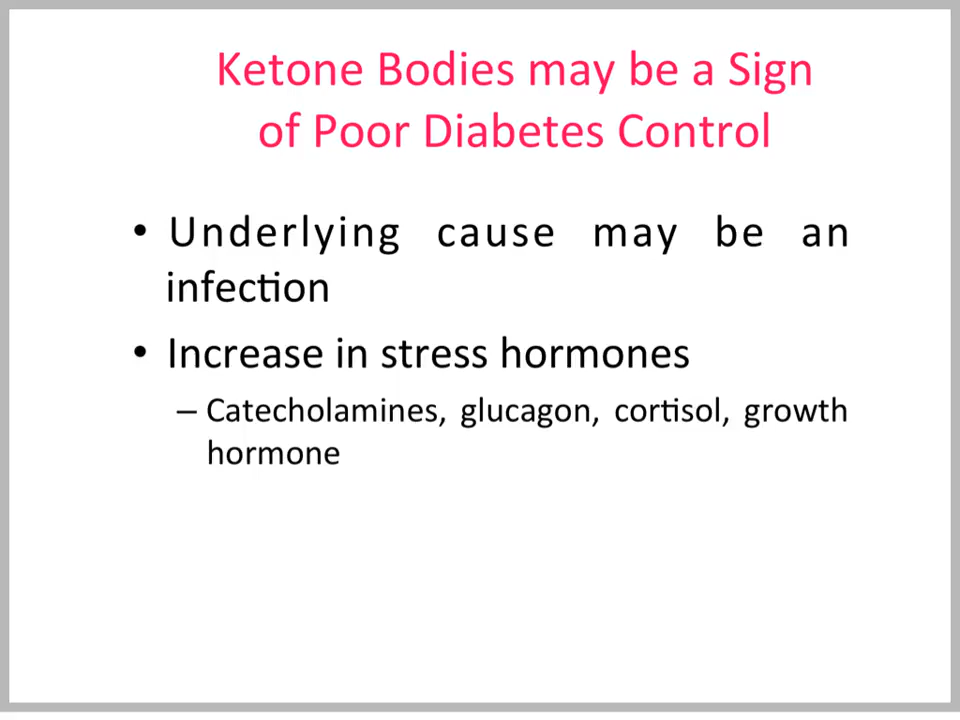 Ketone Bodies may be a Sign
of Poor Diabetes Control
• Underlying cause may be an
infection
• Increase in stress hormones
– Catecholamines, glucagon, cortisol, growth
hormone